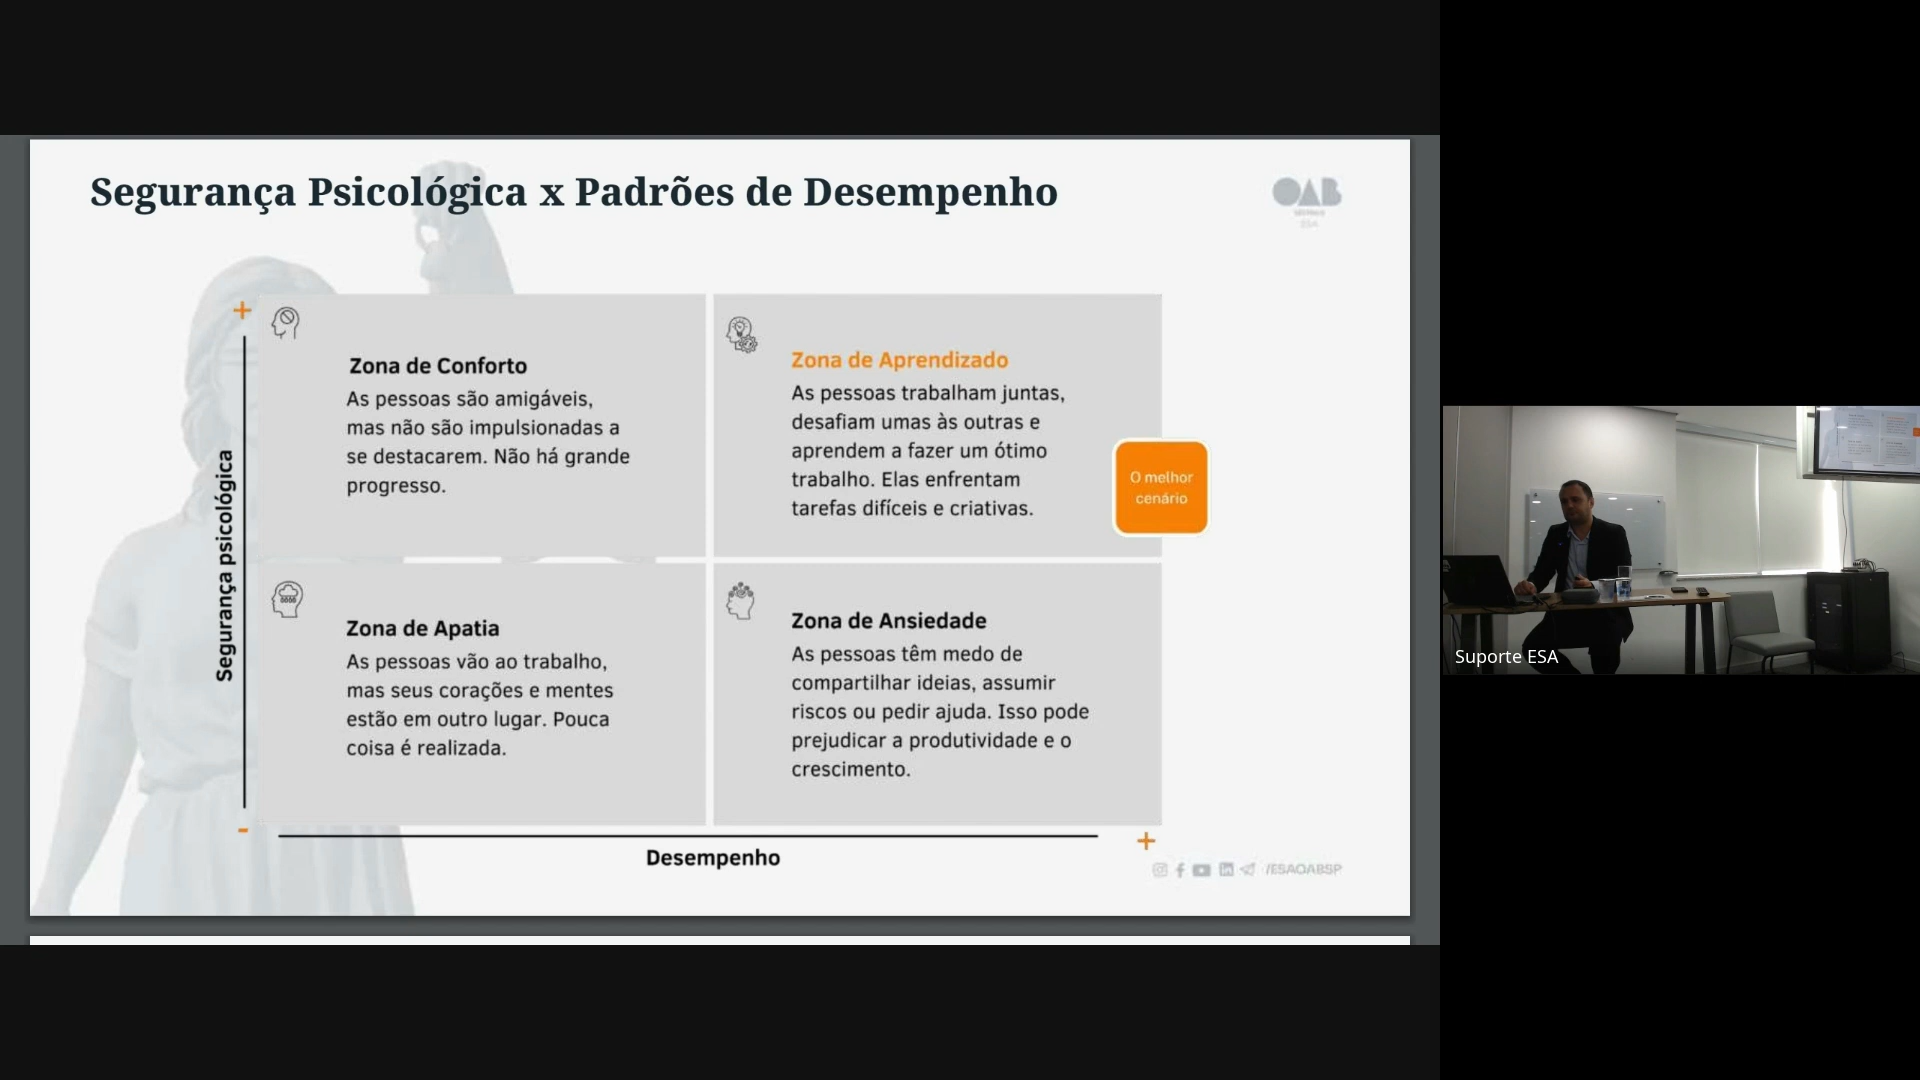 Segurança Psicológica x Padrões de Desempenho
OAB
ESA
+
Segurança psicológica
-
Zona de Conforto
As pessoas são amigáveis,
mas não são impulsionadas a
se destacarem. Não há grande
progresso.
Zona de Aprendizado
As pessoas trabalham juntas,
desafiam umas às outras e
aprendem a fazer um ótimo
trabalho. Elas enfrentam
tarefas difíceis e criativas.
O melhor
cenário
Zona de Apatia
As pessoas vão ao trabalho,
mas seus corações e mentes
estão em outro lugar. Pouca
coisa é realizada.
Zona de Ansiedade
As pessoas têm medo de
compartilhar ideias, assumir
riscos ou pedir ajuda. Isso pode
prejudicar a produtividade e o
crescimento.
+
Desempenho
/ESAOABSP
Suporte ESA